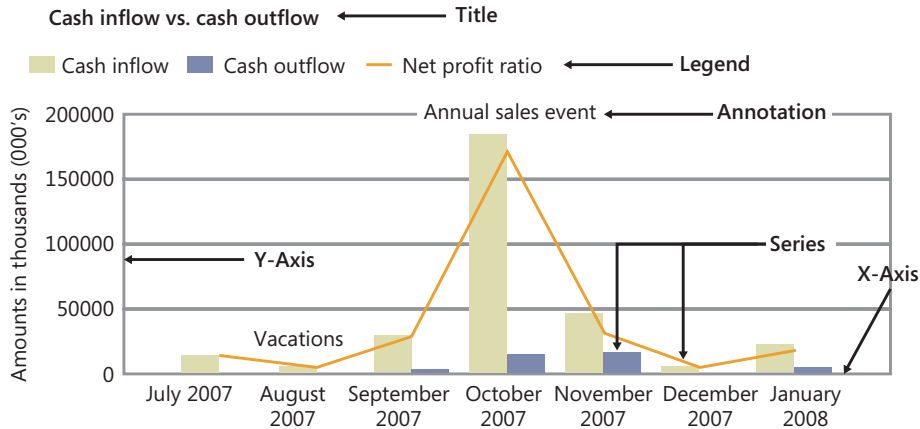 Cash inflow vs. cash outflow Title
Cash inflow Cash outflow Net profit ratio Legend
Amounts in thousands (000's)
200000 Annual sales event Annotation
150000
100000 Series
Y-Axis X-Axis
50000
Vacations
0
July 2007 August 2007 September 2007 October 2007 November 2007 December 2007 January 2008